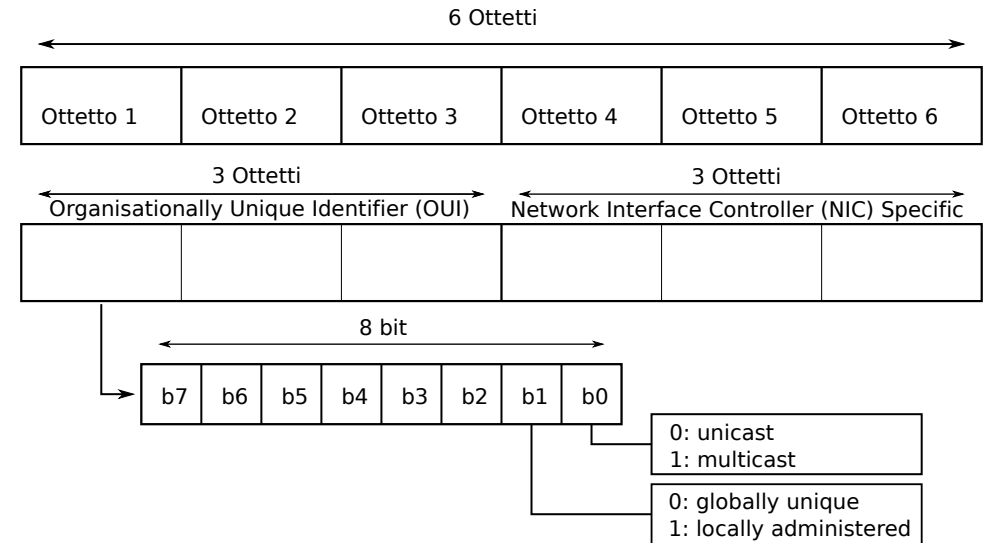 6 Ottetti
Ottetto 1 Ottetto 2 Ottetto 3 Ottetto 4 Ottetto 5 Ottetto 6
3 Ottetti 3 Ottetti
Organisationally Unique Identifier (OUI) Network Interface Controller (NIC) Specific
8 bit
b7 b6 b5 b4 b3 b2 b1 b0
0: unicast
1: multicast
0: globally unique
1: locally administered